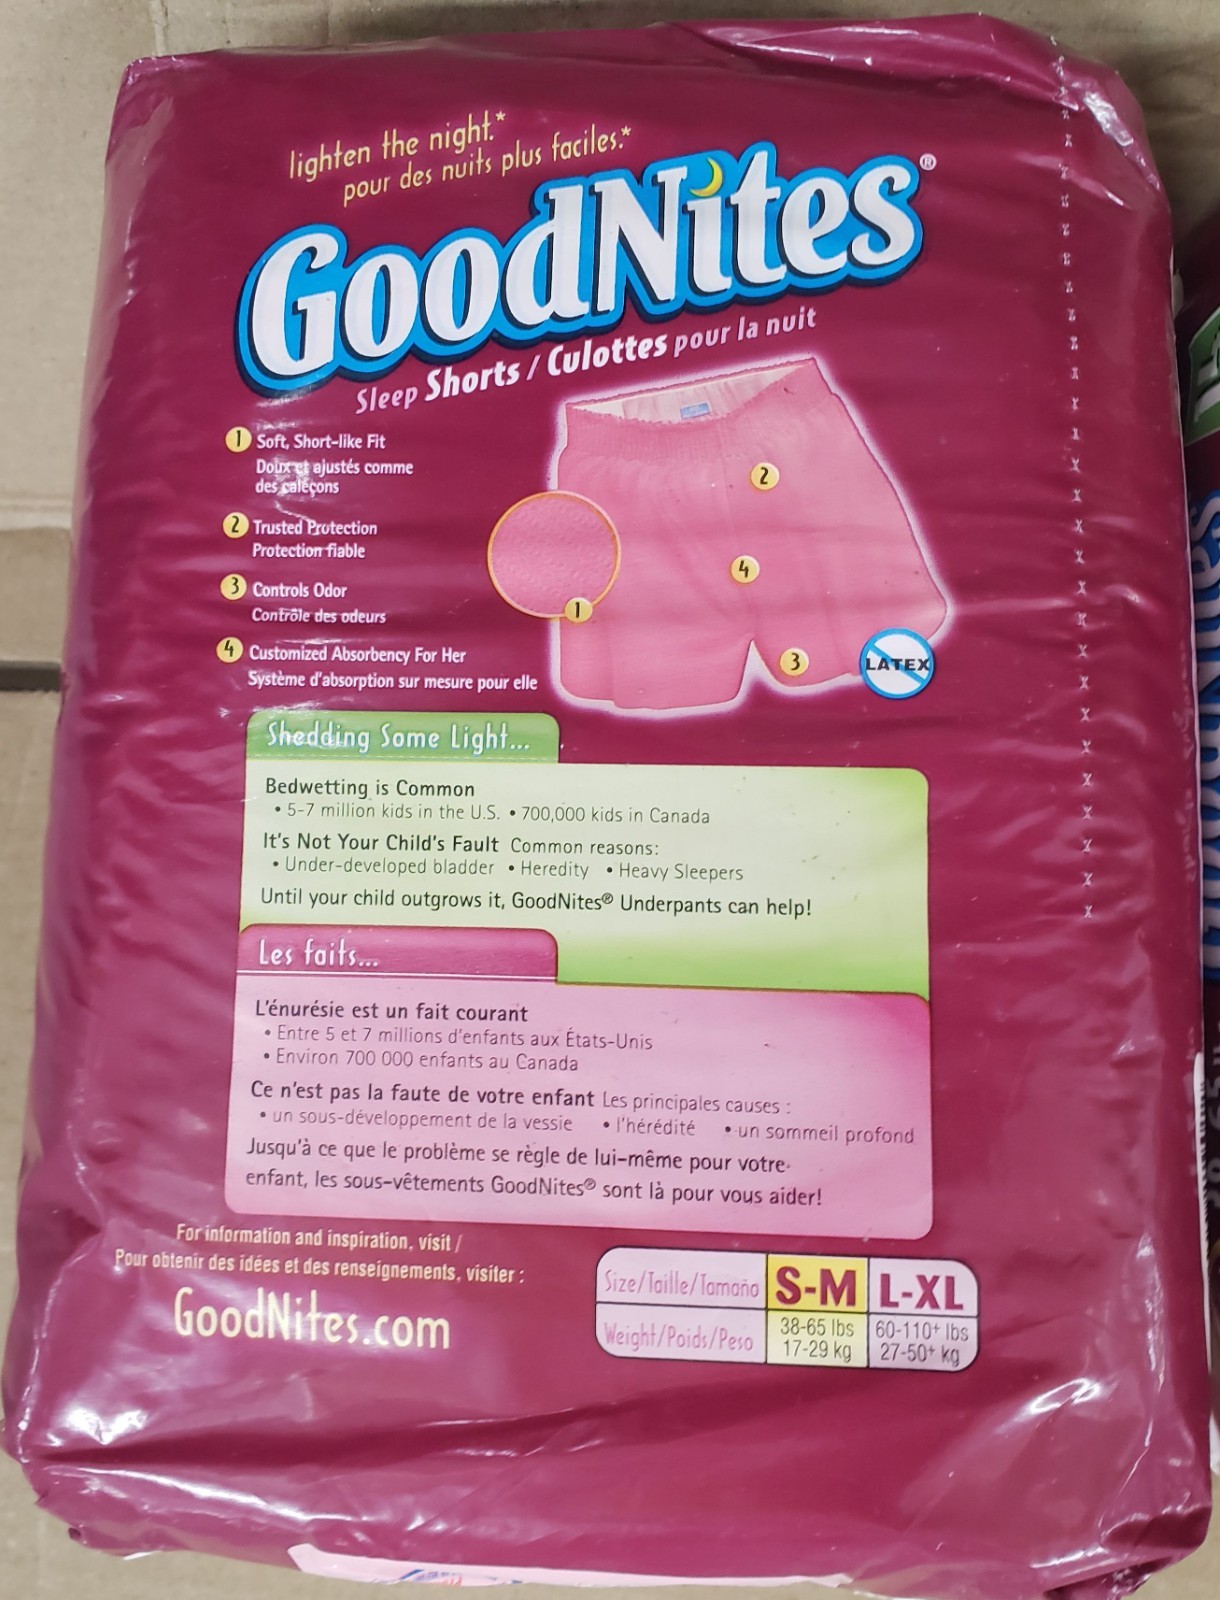 lighten the night.*
pour des nuits plus faciles.*
GoodNites®
Sleep Shorts / Culottes pour la nuit
1 Soft, Short-like Fit
Doux et ajustés comme
des caleçons
2 Trusted Protection
Protection fiable
3 Controls Odor
Contrôle des odeurs
4 Customized Absorbency For Her
Système d'absorption sur mesure pour elle
2
4
1
3
LATEX
Shedding Some Light...
Bedwetting is Common
• 5-7 million kids in the U.S. • 700,000 kids in Canada
It's Not Your Child's Fault Common reasons:
• Under-developed bladder • Heredity • Heavy Sleepers
Until your child outgrows it, GoodNites® Underpants can help!
Les faits...
L'énurésie est un fait courant
• Entre 5 et 7 millions d'enfants aux États-Unis
• Environ 700 000 enfants au Canada
Ce n'est pas la faute de votre enfant Les principales causes :
• un sous-développement de la vessie • l'hérédité • un sommeil profond
Jusqu'à ce que le problème se règle de lui-même pour votre
enfant, les sous-vêtements GoodNites® sont là pour vous aider!
For information and inspiration, visit /
Pour obtenir des idées et des renseignements, visiter :
GoodNites.com
Size/Taille/Tamaño S-M L-XL
Weight/Poids/Peso 38-65 lbs 60-110+ lbs
17-29 kg 27-50+ kg